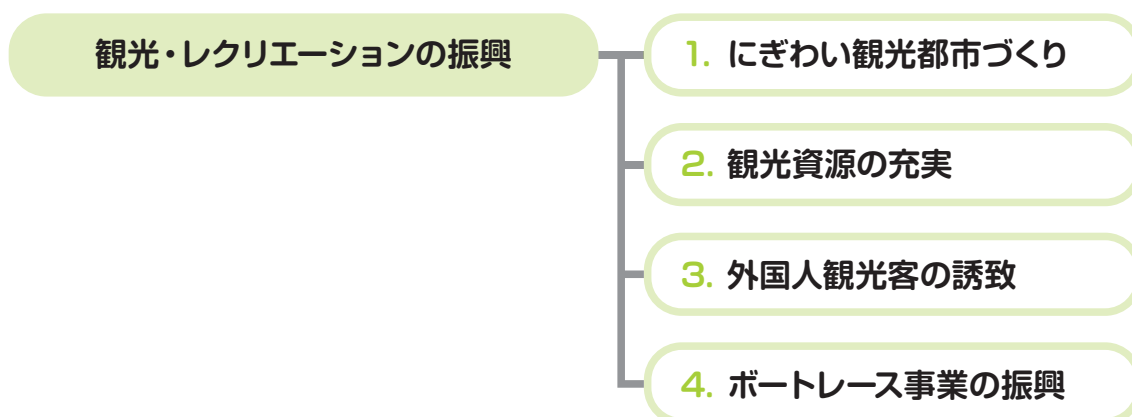 観光・レクリエーションの振興
1. にぎわい観光都市づくり
2. 観光資源の充実
3. 外国人観光客の誘致
4. ボートレース事業の振興